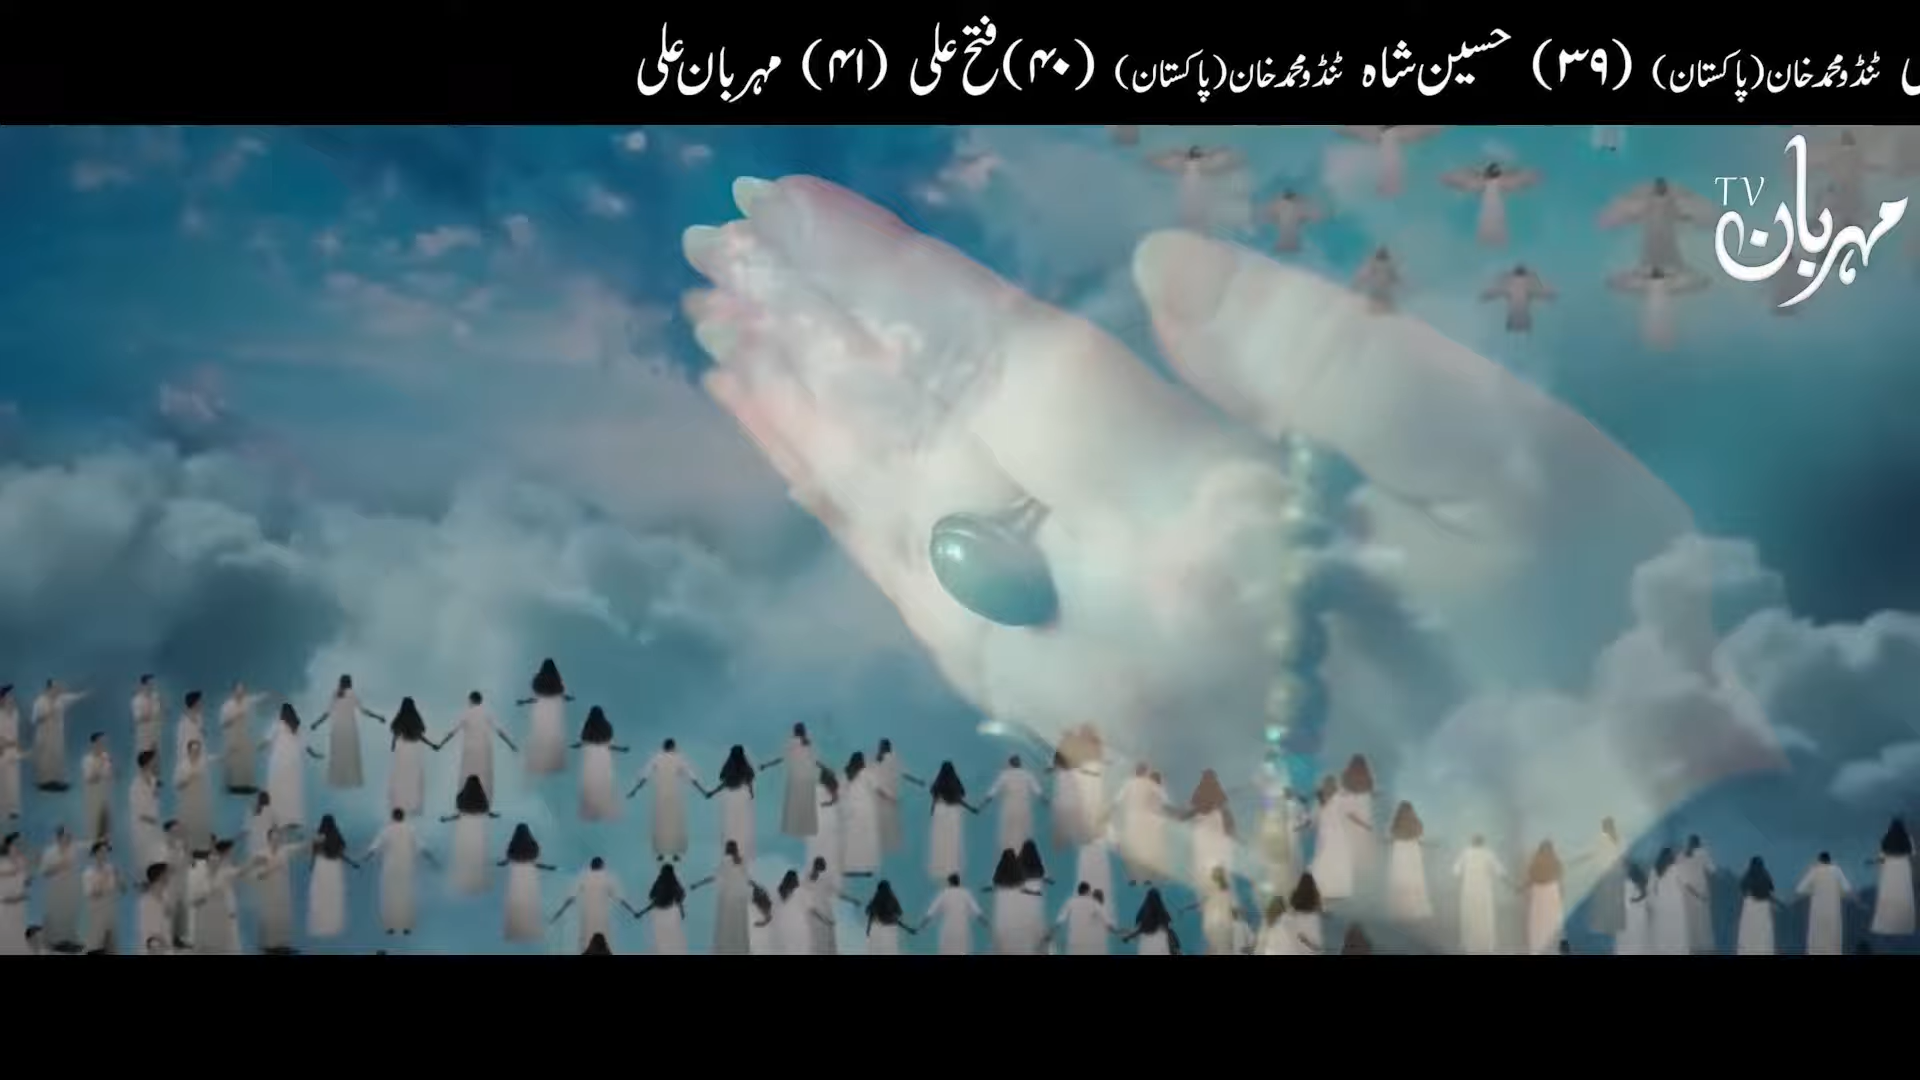 ٹنڈو محمد خان (پاکستان) (۳۹) حسین شاہ ٹنڈو محمد خان (پاکستان) (۴۰) فتح علی (۴۱) مہربان علی
TV
مہربان